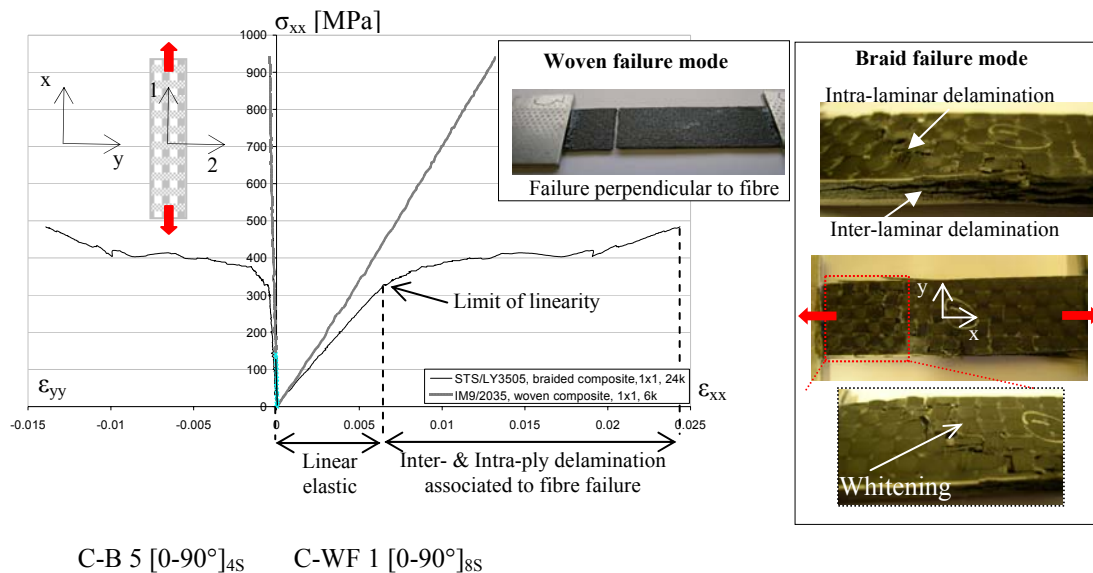 σxx [MPa]
1000
900
800
700
600
500
400
300
200
100
0
x
y
1
2
Woven failure mode
Failure perpendicular to fibre
Braid failure mode
Intra-laminar delamination
Inter-laminar delamination
y
x
Whitening
Limit of linearity
εyy
εxx
STS/LY3505, braided composite,1x1, 24k
IM9/2035, woven composite, 1x1, 6k
-0.015
-0.01
-0.005
0
0.005
0.01
0.015
0.02
0.025
Linear
elastic
Inter- & Intra-ply delamination
associated to fibre failure
C-B 5 [0-90°]4S
C-WF 1 [0-90°]8S